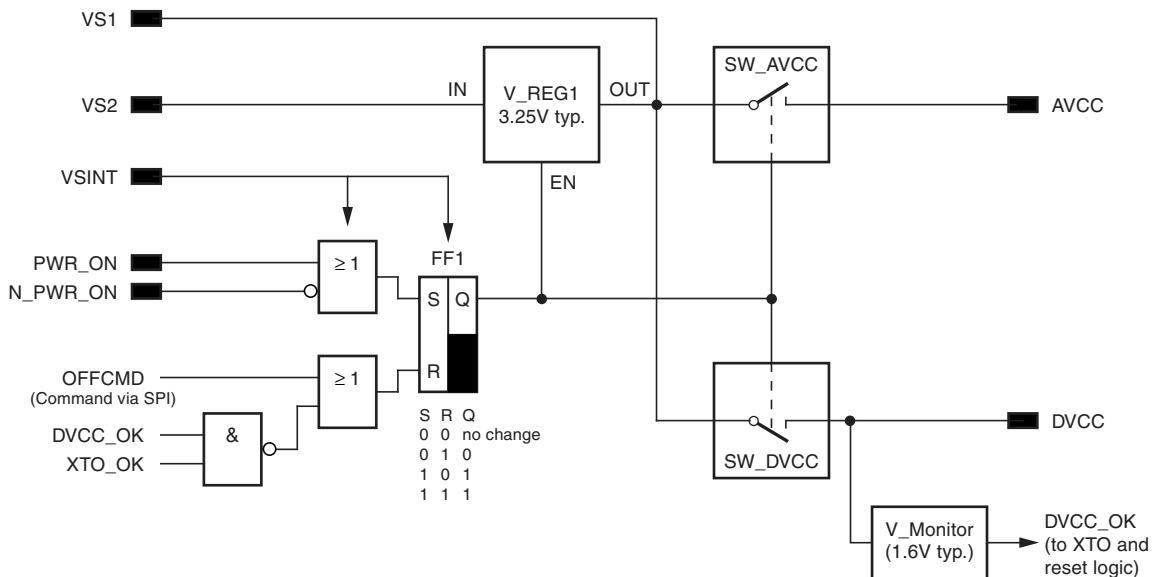 VS1
SW_AVCC
VS2
IN
V_REG1
3.25V typ.
OUT
AVCC
VSINT
EN
PWR_ON
N_PWR_ON
≥ 1
FF1
S Q
R
OFFCMD
(Command via SPI)
≥ 1
DVCC_OK
XTO_OK
&
S R Q
0 0 no change
0 1 0
1 0 1
1 1 1
SW_DVCC
DVCC
V_Monitor
(1.6V typ.)
DVCC_OK
(to XTO and
reset logic)